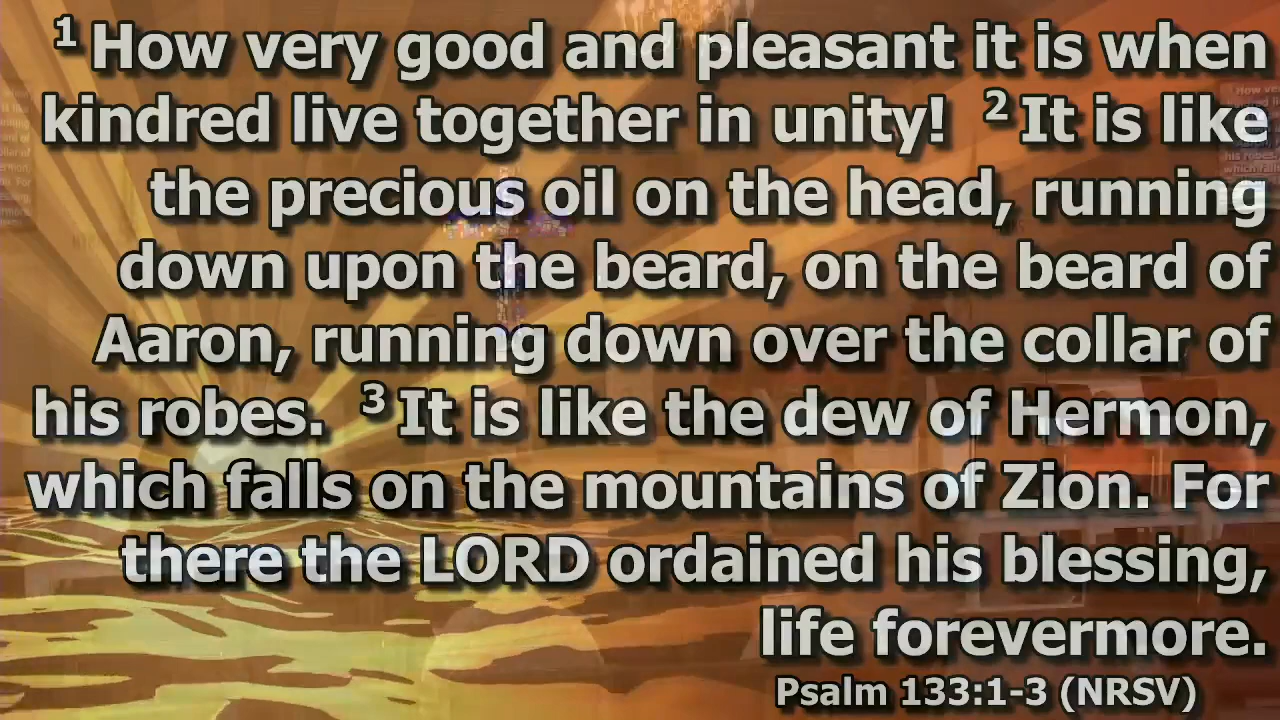 1 How very good and pleasant it is when
kindred live together in unity! 2 It is like
the precious oil on the head, running
down upon the beard, on the beard of
Aaron, running down over the collar of
his robes. 3 It is like the dew of Hermon,
which falls on the mountains of Zion. For
there the LORD ordained his blessing,
life forevermore.
Psalm 133:1-3 (NRSV)